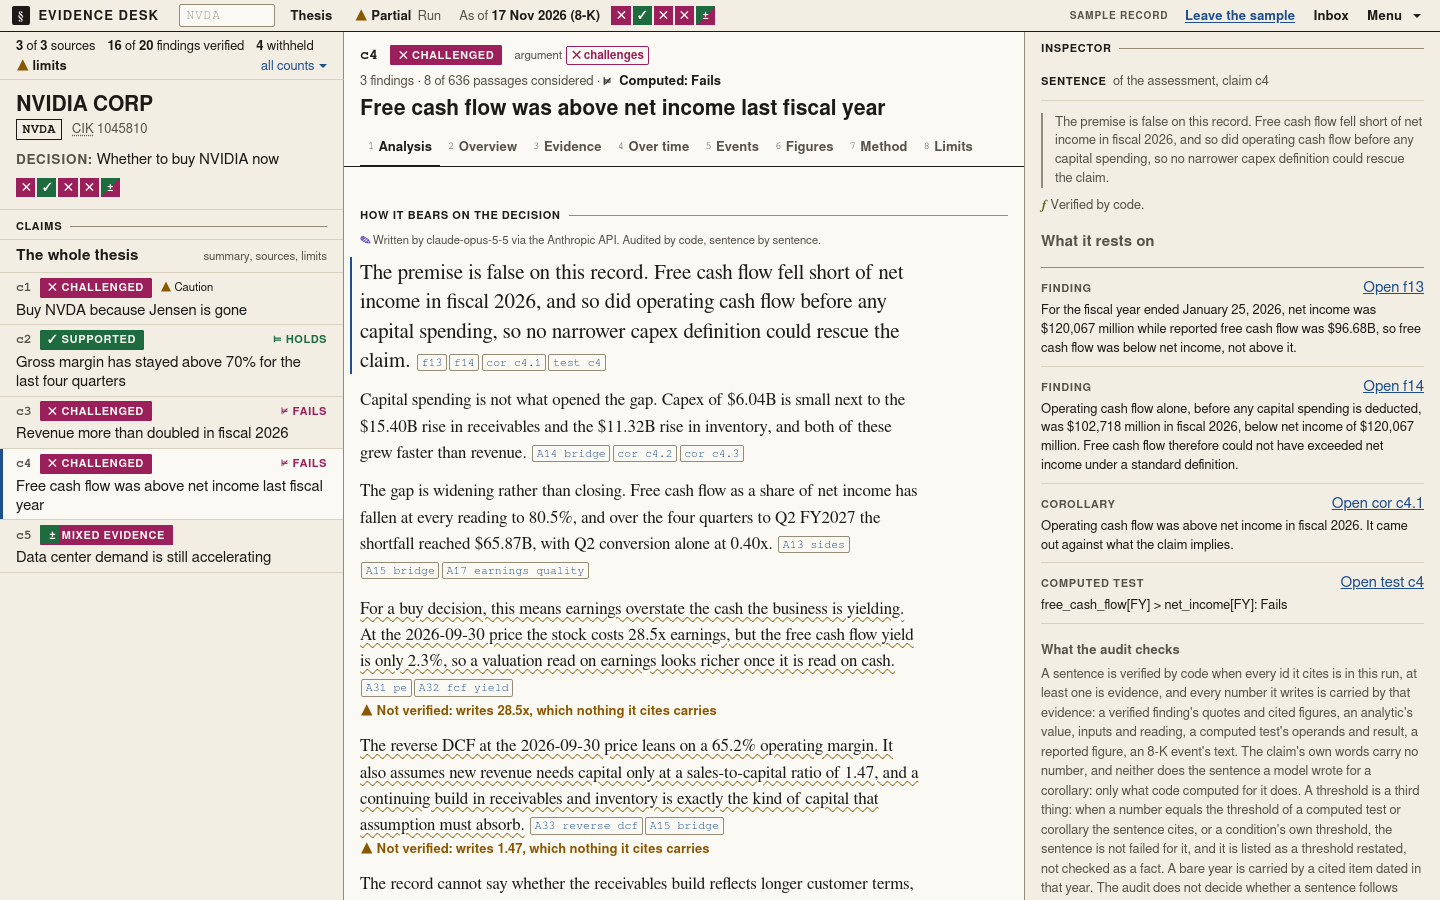 § EVIDENCE DESK NVDA Thesis Partial Run As of 17 Nov 2026 (8-K) ✕ ✓ ✕ ✕ ± SAMPLE RECORD Leave the sample Inbox Menu
3 of 3 sources 16 of 20 findings verified 4 withheld
limits all counts
NVIDIA CORP
NVDA CIK 1045810
DECISION: Whether to buy NVIDIA now
✕ ✓ ✕ ✕ ±
CLAIMS
The whole thesis summary, sources, limits
c1 ✕ CHALLENGED Caution
Buy NVDA because Jensen is gone
c2 ✓ SUPPORTED ⊨ HOLDS
Gross margin has stayed above 70% for the
last four quarters
c3 ✕ CHALLENGED ⊭ FAILS
Revenue more than doubled in fiscal 2026
c4 ✕ CHALLENGED ⊭ FAILS
Free cash flow was above net income last fiscal
year
c5 ± MIXED EVIDENCE
Data center demand is still accelerating
c4 ✕ CHALLENGED argument ✕ challenges
3 findings · 8 of 636 passages considered · ⊭ Computed: Fails
Free cash flow was above net income last fiscal year
1 Analysis 2 Overview 3 Evidence 4 Over time 5 Events 6 Figures 7 Method 8 Limits
HOW IT BEARS ON THE DECISION
✎ Written by claude-opus-5-5 via the Anthropic API. Audited by code, sentence by sentence.
The premise is false on this record. Free cash flow fell short of net
income in fiscal 2026, and so did operating cash flow before any
capital spending, so no narrower capex definition could rescue the
claim. f13 f14 cor c4.1 test c4
Capital spending is not what opened the gap. Capex of $6.04B is small next to the
$15.40B rise in receivables and the $11.32B rise in inventory, and both of these
grew faster than revenue. A14 bridge cor c4.2 cor c4.3
The gap is widening rather than closing. Free cash flow as a share of net income has
fallen at every reading to 80.5%, and over the four quarters to Q2 FY2027 the
shortfall reached $65.87B, with Q2 conversion alone at 0.40x. A13 sides
A15 bridge A17 earnings quality
For a buy decision, this means earnings overstate the cash the business is yielding.
At the 2026-09-30 price the stock costs 28.5x earnings, but the free cash flow yield
is only 2.3%, so a valuation read on earnings looks richer once it is read on cash.
A31 pe A32 fcf yield
Not verified: writes 28.5x, which nothing it cites carries
The reverse DCF at the 2026-09-30 price leans on a 65.2% operating margin. It
also assumes new revenue needs capital only at a sales-to-capital ratio of 1.47, and a
continuing build in receivables and inventory is exactly the kind of capital that
assumption must absorb. A33 reverse dcf A15 bridge
Not verified: writes 1.47, which nothing it cites carries
The record cannot say whether the receivables build reflects longer customer terms,
INSPECTOR
SENTENCE of the assessment, claim c4
The premise is false on this record. Free cash flow fell short of net
income in fiscal 2026, and so did operating cash flow before any
capital spending, so no narrower capex definition could rescue
the claim.
ƒ Verified by code.
What it rests on
FINDING Open f13
For the fiscal year ended January 25, 2026, net income was
$120,067 million while reported free cash flow was $96.68B, so free
cash flow was below net income, not above it.
FINDING Open f14
Operating cash flow alone, before any capital spending is deducted,
was $102,718 million in fiscal 2026, below net income of $120,067
million. Free cash flow therefore could not have exceeded net
income under a standard definition.
COROLLARY Open cor c4.1
Operating cash flow was above net income in fiscal 2026. It came
out against what the claim implies.
COMPUTED TEST Open test c4
free_cash_flow[FY] > net_income[FY]: Fails
What the audit checks
A sentence is verified by code when every id it cites is in this run, at
least one is evidence, and every number it writes is carried by that
evidence: a verified finding's quotes and cited figures, an analytic's
value, inputs and reading, a computed test's operands and result, a
reported figure, an 8-K event's text. The claim's own words carry no
number, and neither does the sentence a model wrote for a
corollary: only what code computed for it does. A threshold is a third
thing: when a number equals the threshold of a computed test or
corollary the sentence cites, or a condition's own threshold, the
sentence is not failed for it, and it is listed as a threshold restated,
not checked as a fact. A bare year is carried by a cited item dated in
that year. The audit does not decide whether a sentence follows